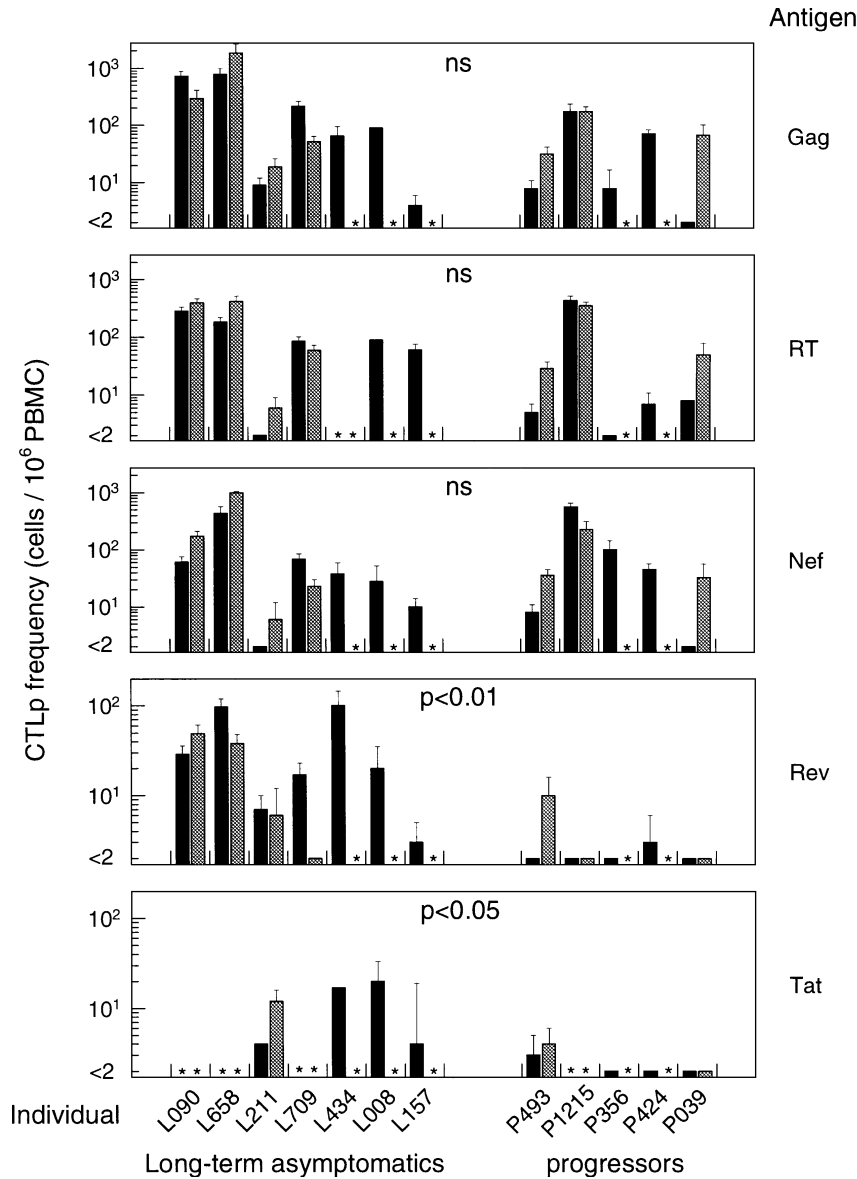 Antigen
CTLp frequency (cells / 10⁶ PBMC)
ns
10³
10²
10¹
<2
* * * * *
Gag
ns
10³
10²
10¹
<2
* * * * * *
RT
ns
10³
10²
10¹
<2
* * * * *
Nef
p<0.01
10²
10¹
<2
* * * * *
Rev
p<0.05
10²
10¹
<2
* * * * * * * * * * * * *
Tat
Individual L090 L658 L211 L709 L434 L008 L157 P493 P1215 P356 P424 P039
Long-term asymptomatics progressors